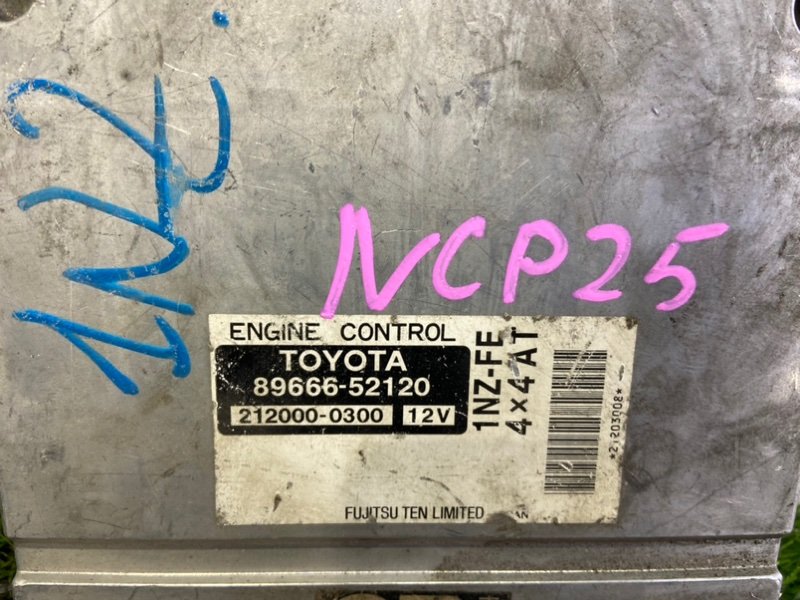 1NZ
NCP25
ENGINE CONTROL
TOYOTA
89666-52120
212000-0300 12V
1NZ-FE
4×4 AT
FUJITSU TEN LIMITED